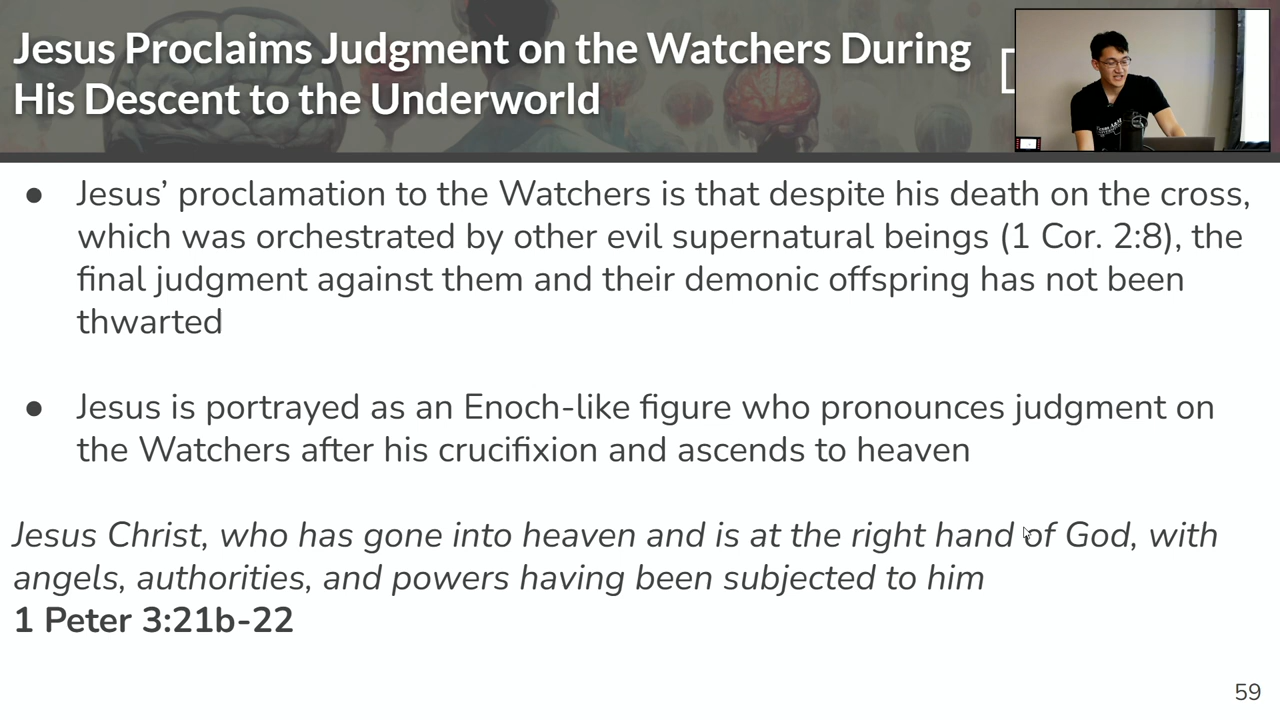 Jesus Proclaims Judgment on the Watchers During
His Descent to the Underworld
● Jesus’ proclamation to the Watchers is that despite his death on the cross,
which was orchestrated by other evil supernatural beings (1 Cor. 2:8), the
final judgment against them and their demonic offspring has not been
thwarted
● Jesus is portrayed as an Enoch-like figure who pronounces judgment on
the Watchers after his crucifixion and ascends to heaven
Jesus Christ, who has gone into heaven and is at the right hand of God, with
angels, authorities, and powers having been subjected to him
1 Peter 3:21b-22
59